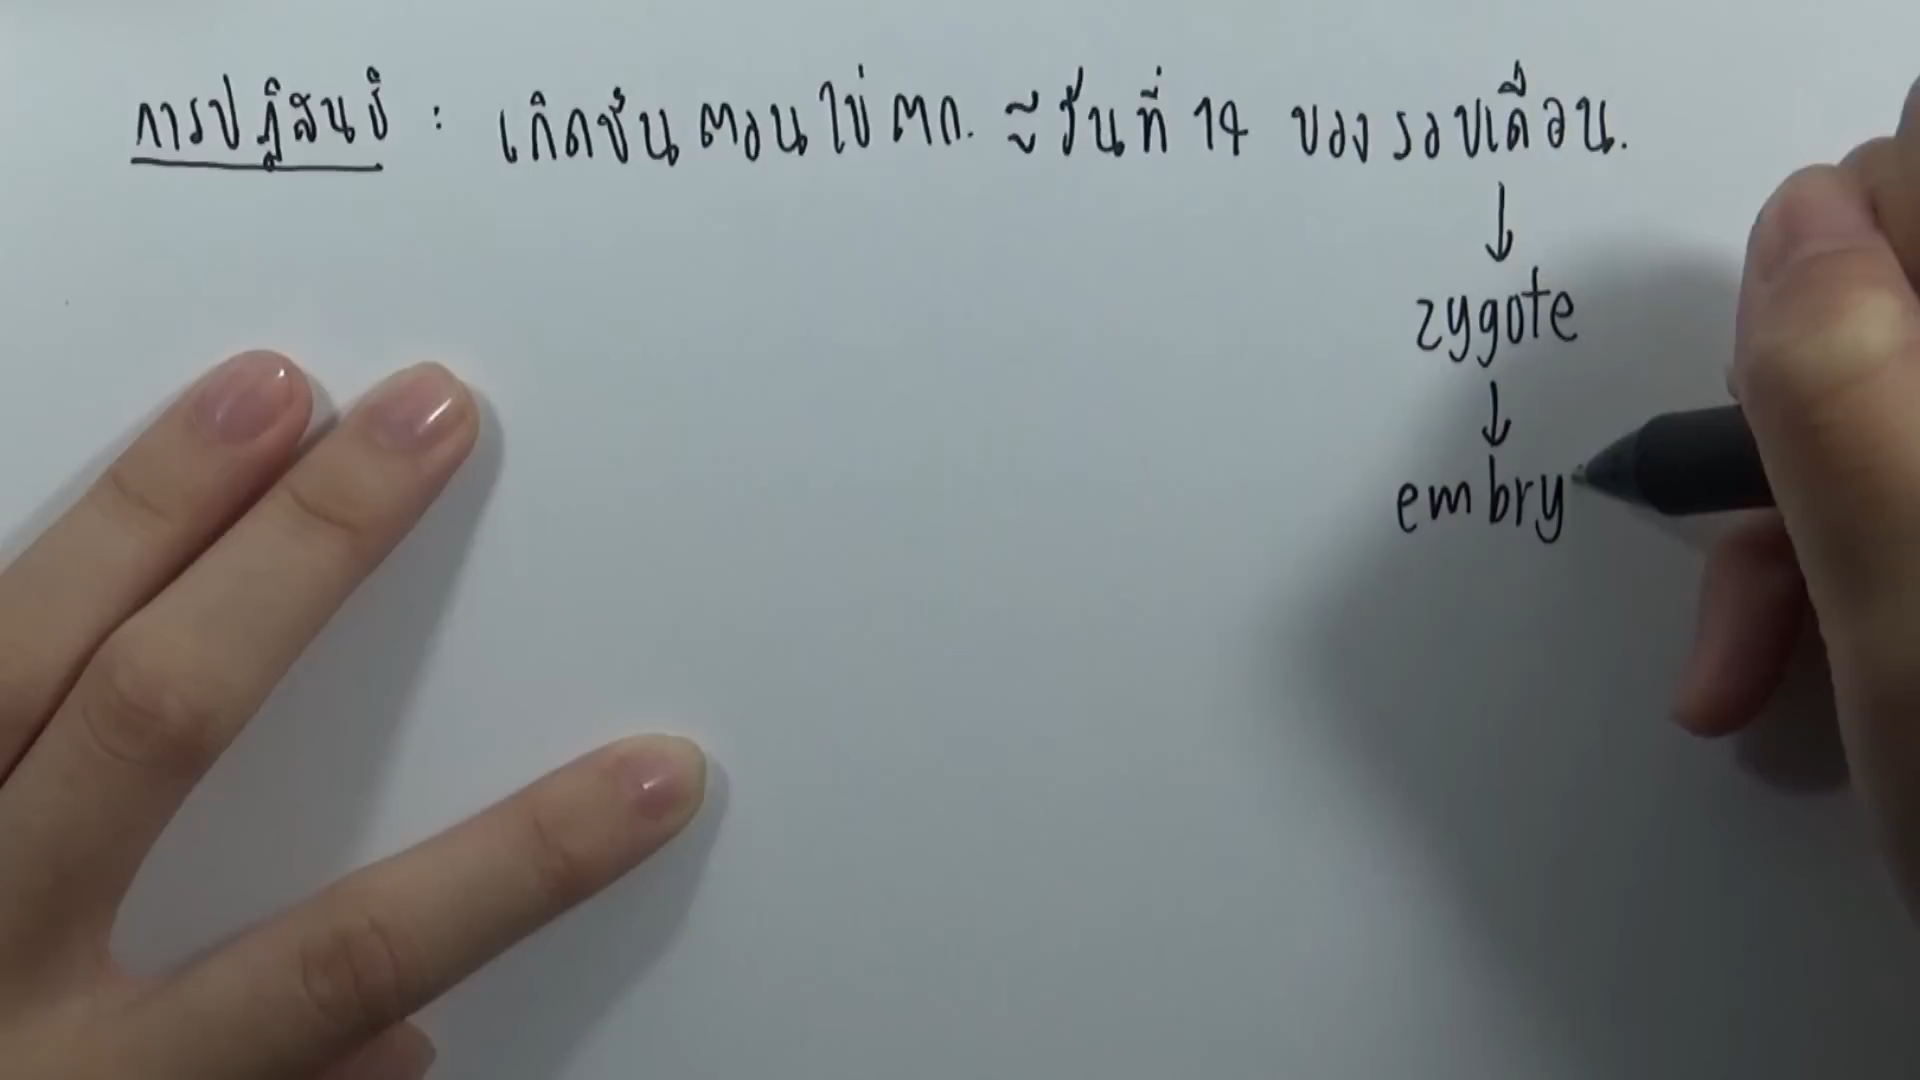 การปฏิสนธิ : เกิดขึ้นตอนไข่ตก. ≈ วันที่ 14 ของรอบเดือน.
↓
zygote
↓
embry